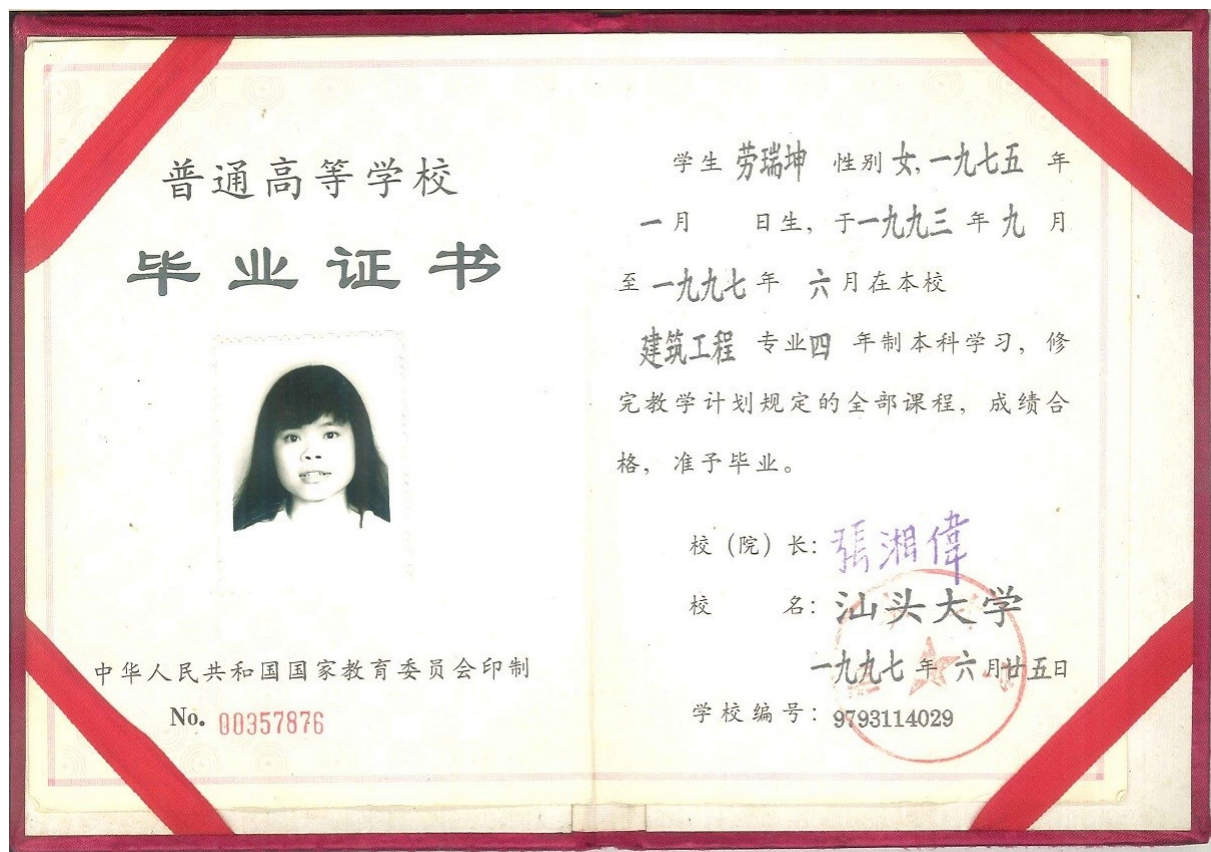 普通高等学校
毕业证书
中华人民共和国国家教育委员会印制
No. 00357876
学生 劳瑞坤 性别 女, 一九七五 年
一 月 日生, 于 一九九三 年 九 月
至 一九九七 年 六 月在本校
建筑工程 专业 四 年制本科学习, 修
完教学计划规定的全部课程, 成绩合
格, 准予毕业。
校(院)长: 張湘偉
校 名: 汕头大学
一九九七 年 六 月廿五日
学校编号: 9793114029